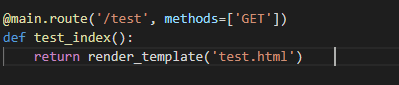 @main.route('/test', methods=['GET'])
def test_index():
    return render_template('test.html')